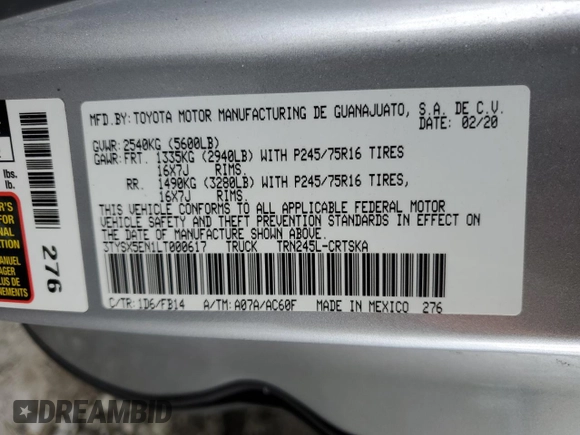 MFD.BY:TOYOTA MOTOR MANUFACTURING DE GUANAJUATO, S.A. DE C.V.
DATE: 02/20
GVWR:2540KG (5600LB)
GAWR:FRT. 1335KG (2940LB) WITH P245/75R16 TIRES
16X7J RIMS.
RR. 1490KG (3280LB) WITH P245/75R16 TIRES,
16X7J RIMS.
THIS VEHICLE CONFORMS TO ALL APPLICABLE FEDERAL MOTOR
VEHICLE SAFETY AND THEFT PREVENTION STANDARDS IN EFFECT ON
THE DATE OF MANUFACTURE SHOWN ABOVE.
3TYSX5EN1LT000617 TRUCK TRN245L-CRTSKA
C/TR:1D6/FB14 A/TM:A07A/AC60F MADE IN MEXICO 276
lbs.
lb.
276
DREAMBID